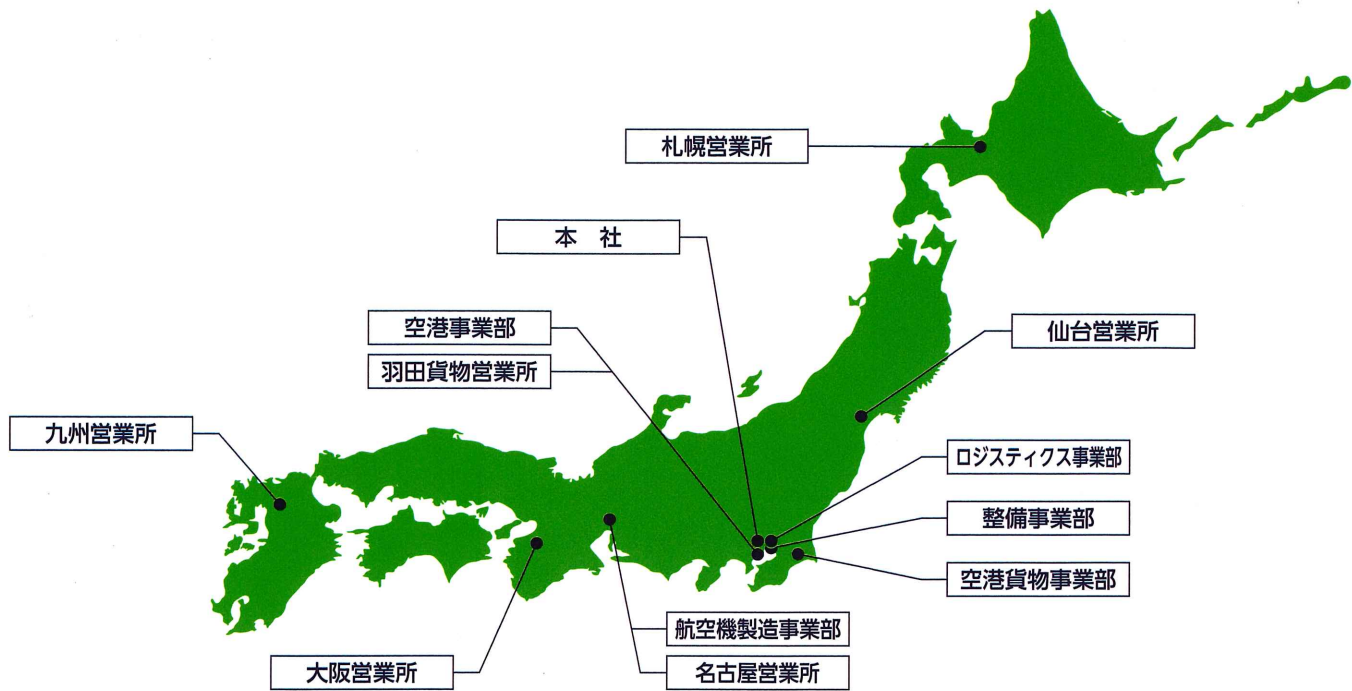 札幌営業所
本　社
空港事業部
仙台営業所
羽田貨物営業所
九州営業所
ロジスティクス事業部
整備事業部
空港貨物事業部
航空機製造事業部
大阪営業所
名古屋営業所